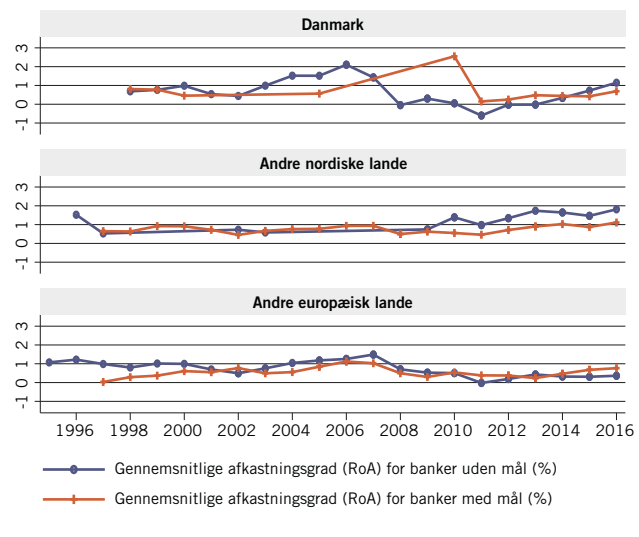 Danmark
3
2
1
0
-1
Andre nordiske lande
3
2
1
0
-1
Andre europæisk lande
3
2
1
0
-1
1996 1998 2000 2002 2004 2006 2008 2010 2012 2014 2016
Gennemsnitlige afkastningsgrad (RoA) for banker uden mål (%)
Gennemsnitlige afkastningsgrad (RoA) for banker med mål (%)